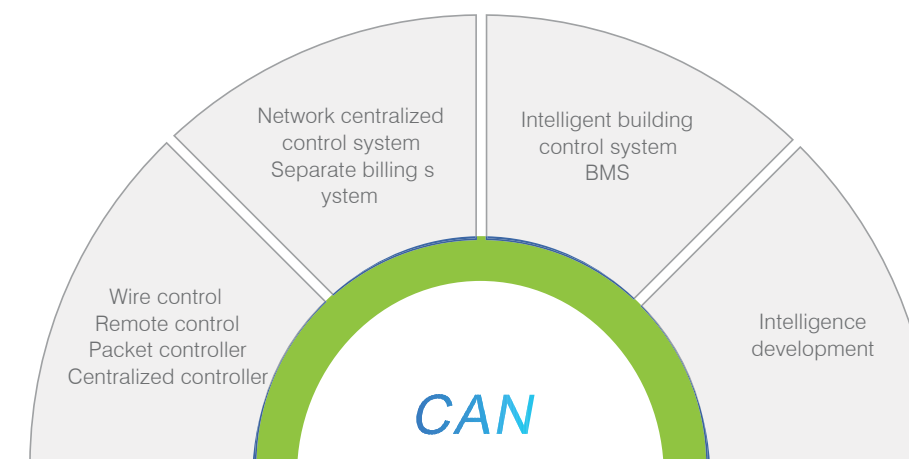 Network centralized
control system
Separate billing s
ystem
Intelligent building
control system
BMS
Wire control
Remote control
Packet controller
Centralized controller
Intelligence
development
CAN